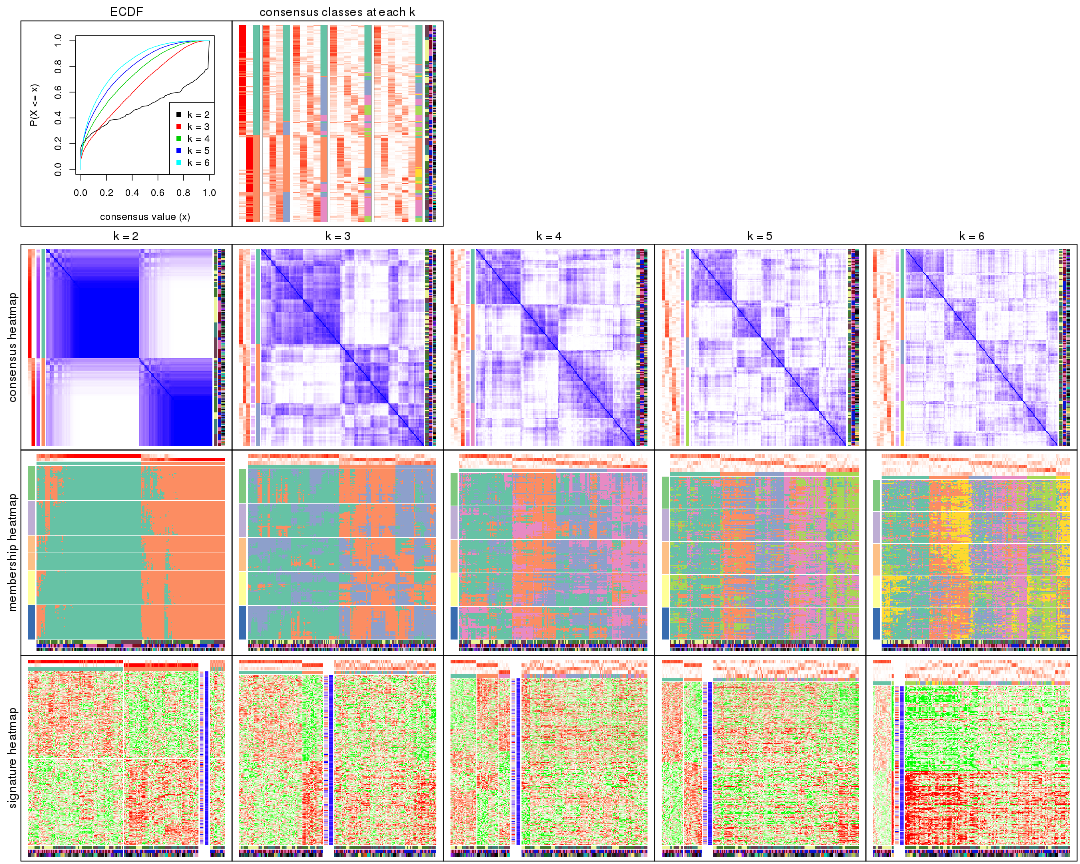 ECDF
consensus classes at each k
P(X <= x)
1.0
0.8
0.6
0.4
0.2
0.0
k = 2
k = 3
k = 4
k = 5
k = 6
0.0 0.2 0.4 0.6 0.8 1.0
consensus value (x)
k = 2
k = 3
k = 4
k = 5
k = 6
consensus heatmap
membership heatmap
signature heatmap